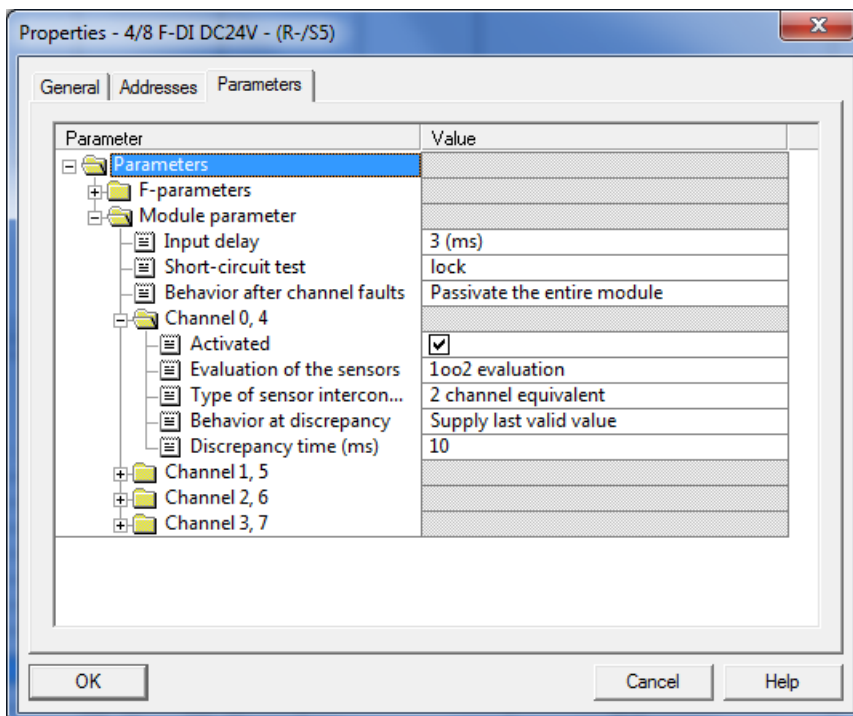 Properties - 4/8 F-DI DC24V - (R-/S5)
General Addresses Parameters
Parameter Value
Parameters
F-parameters
Module parameter
Input delay 3 (ms)
Short-circuit test lock
Behavior after channel faults Passivate the entire module
Channel 0, 4
Activated
Evaluation of the sensors 1oo2 evaluation
Type of sensor intercon... 2 channel equivalent
Behavior at discrepancy Supply last valid value
Discrepancy time (ms) 10
Channel 1, 5
Channel 2, 6
Channel 3, 7
OK Cancel Help